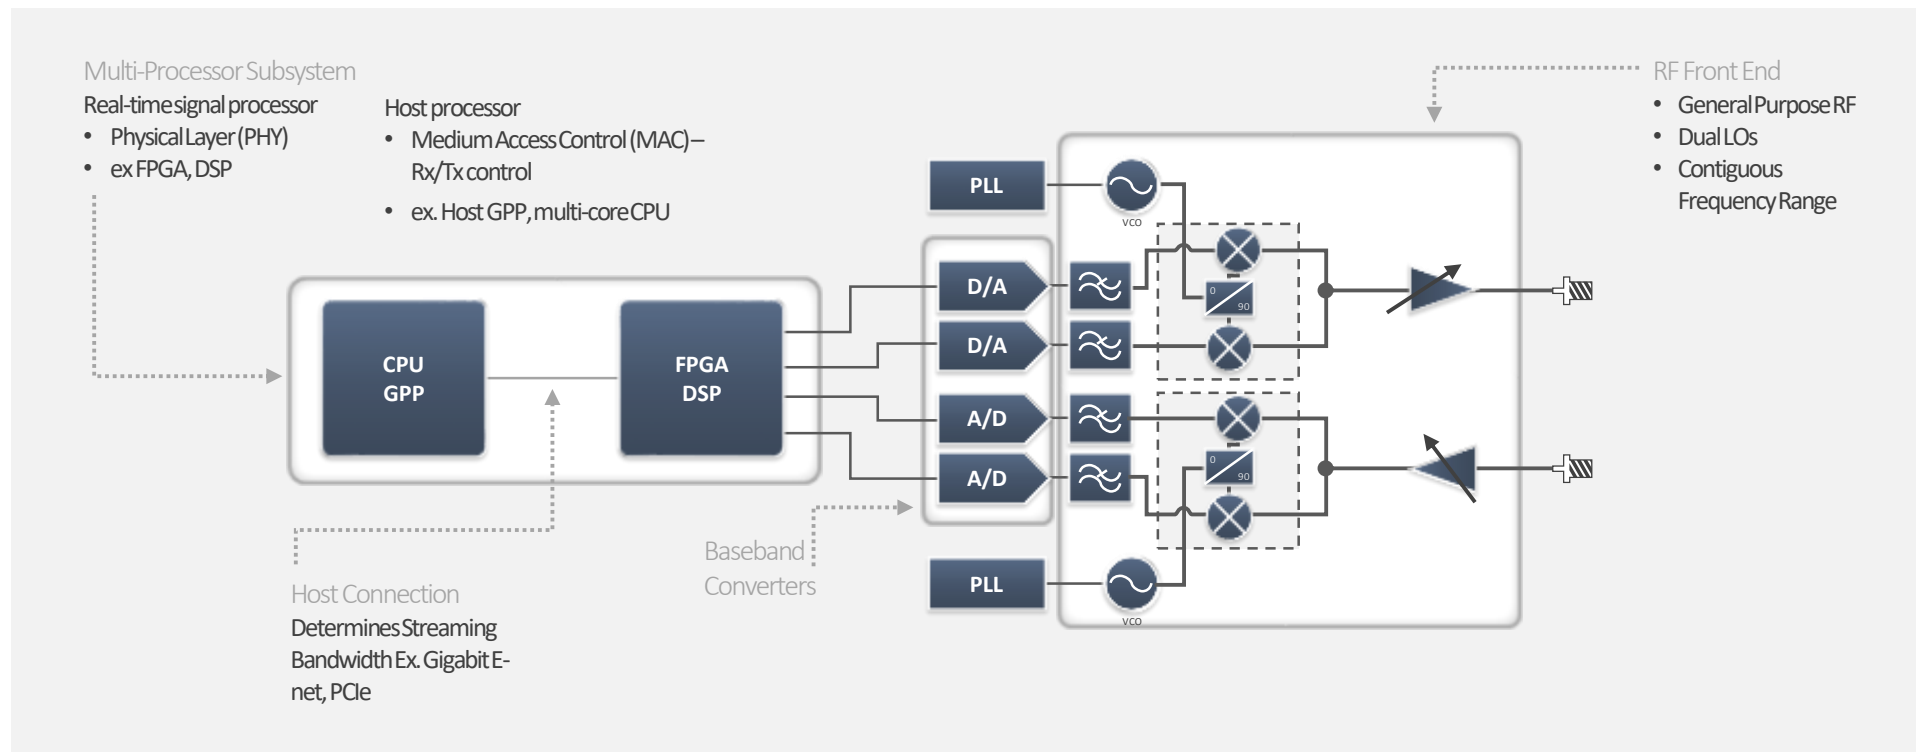 Multi-Processor Subsystem
Real-time signal processor
• Physical Layer (PHY)
• ex FPGA, DSP
Host processor
• Medium Access Control (MAC) –
Rx/Tx control
• ex. Host GPP, multi-core CPU
RF Front End
• General Purpose RF
• Dual LOs
• Contiguous
Frequency Range
PLL
VCO
D/A
0
90
D/A
CPU
GPP
FPGA
DSP
A/D
0
90
A/D
PLL
VCO
Baseband
Converters
Host Connection
Determines Streaming
Bandwidth Ex. Gigabit E-
net, PCIe